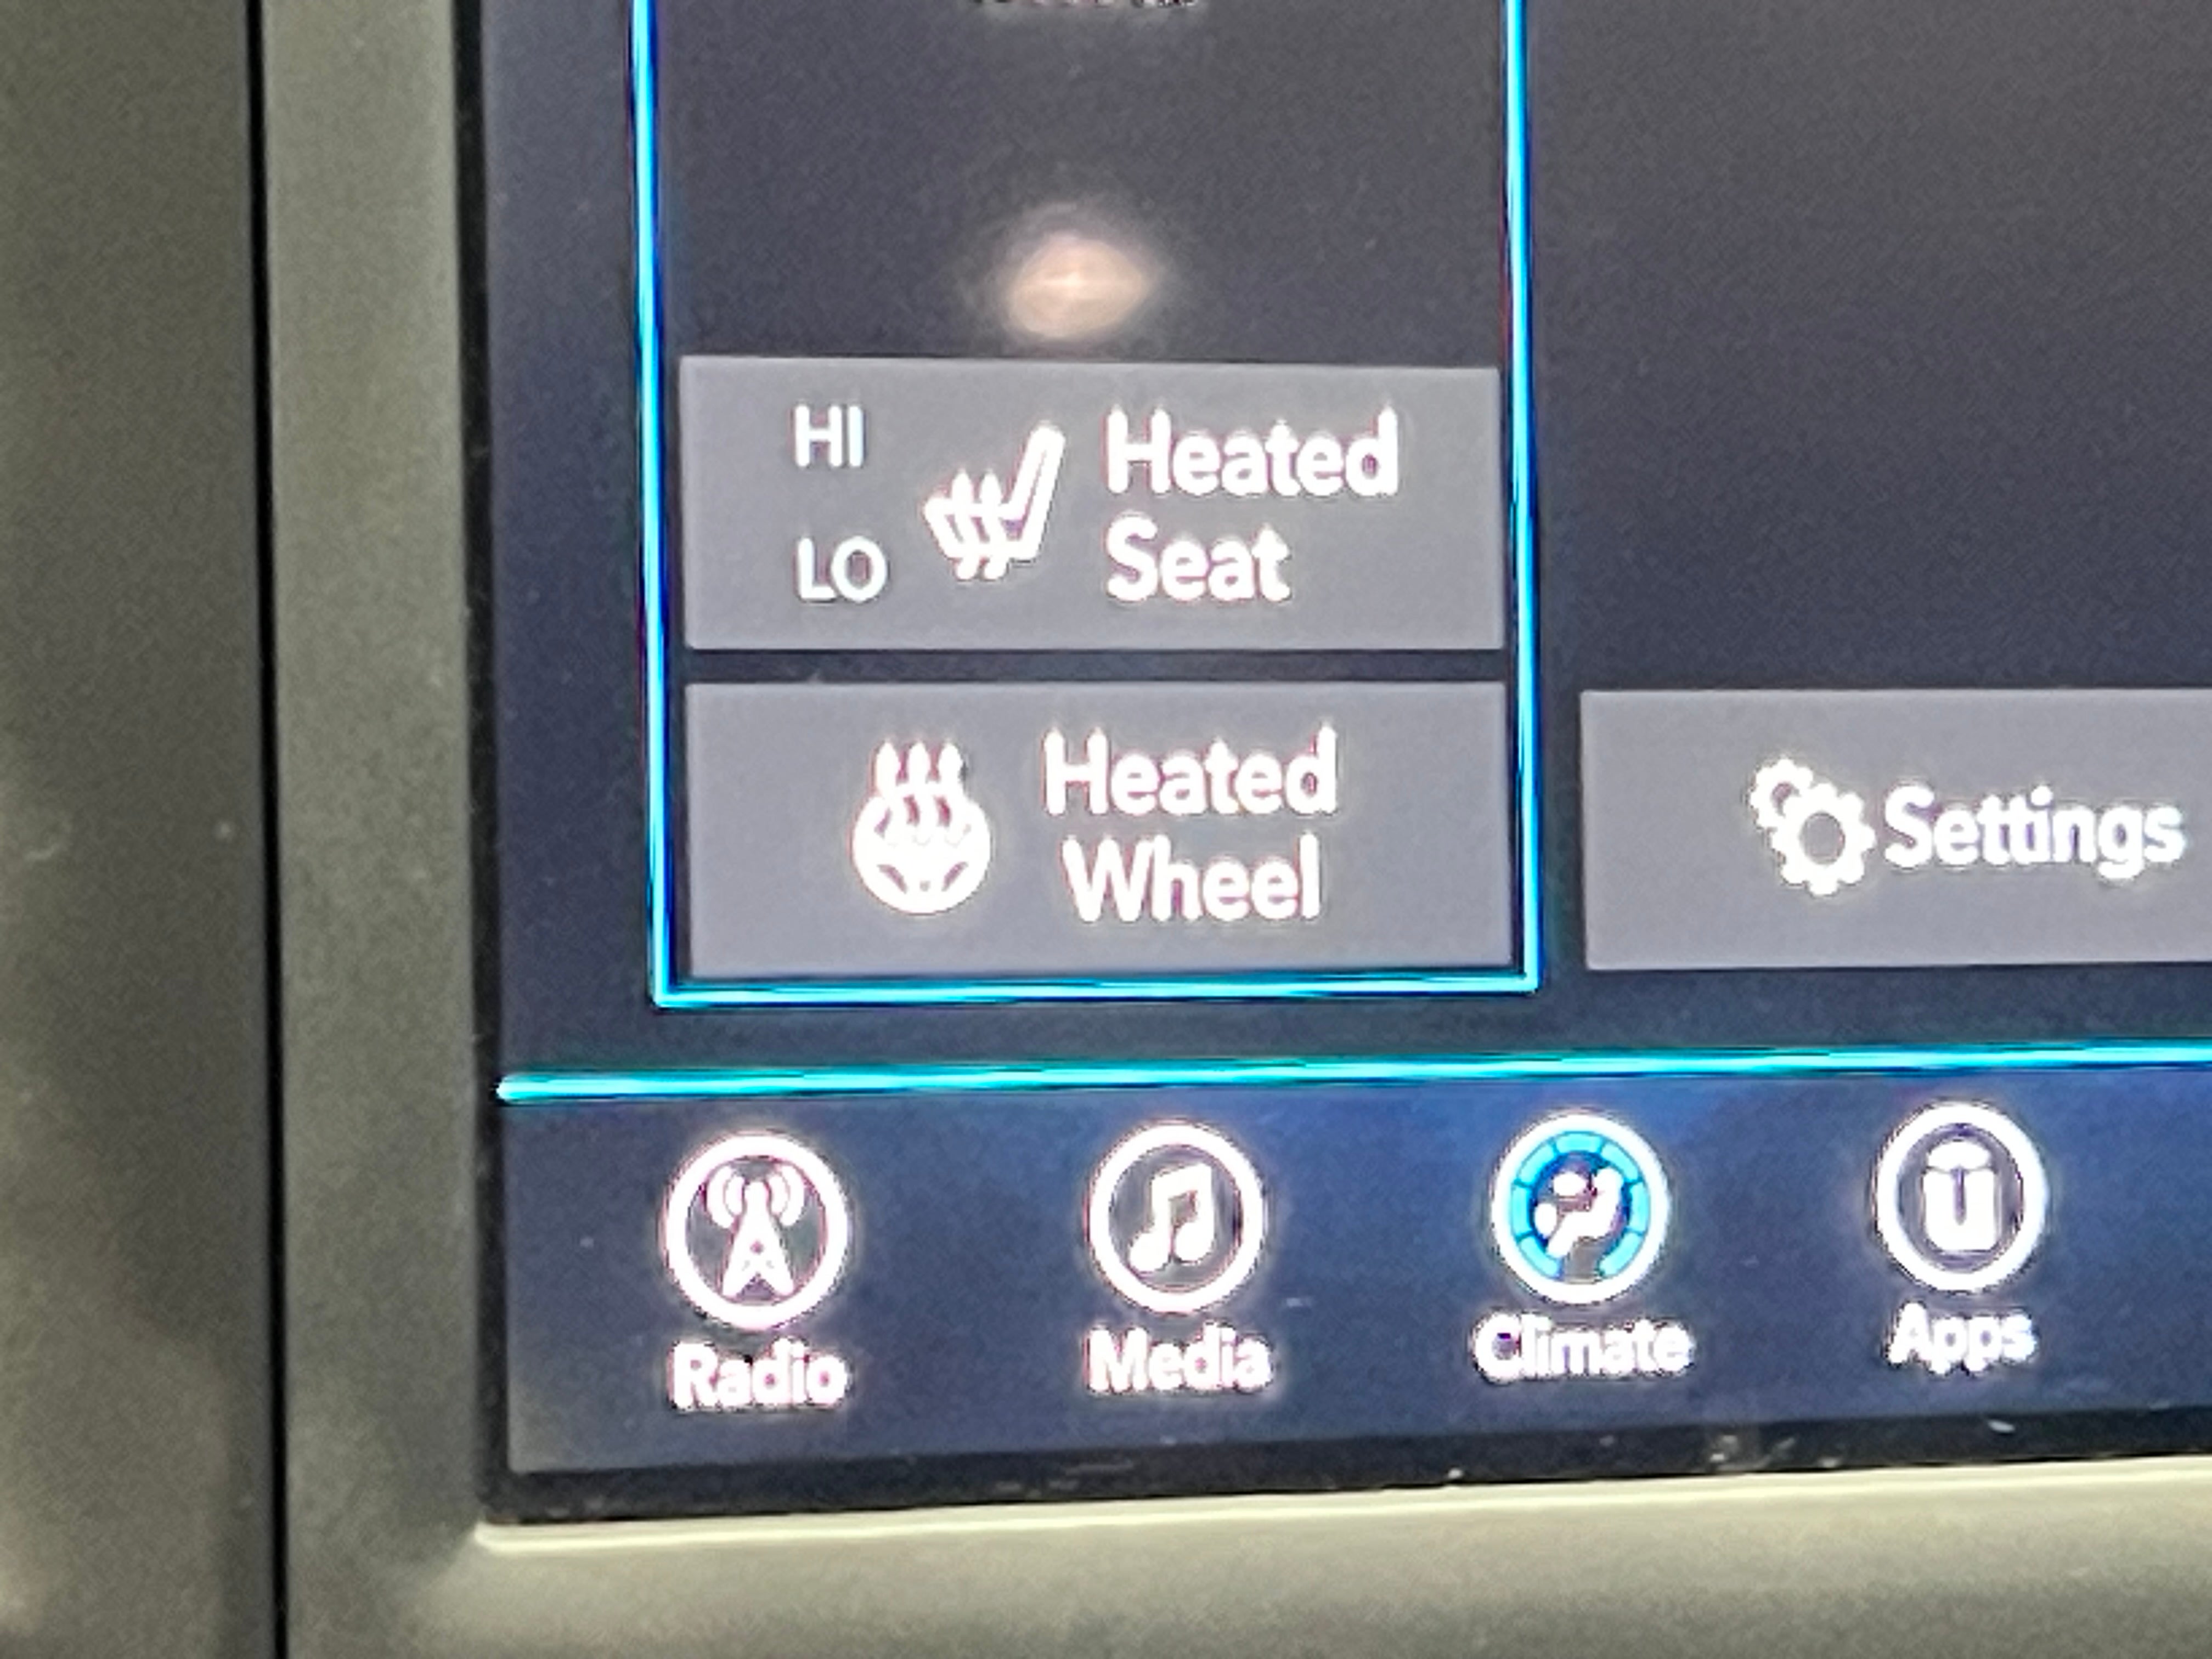 HI
Heated
LO
Seat
Heated
Wheel
Settings
Radio
Media
Climate
Apps